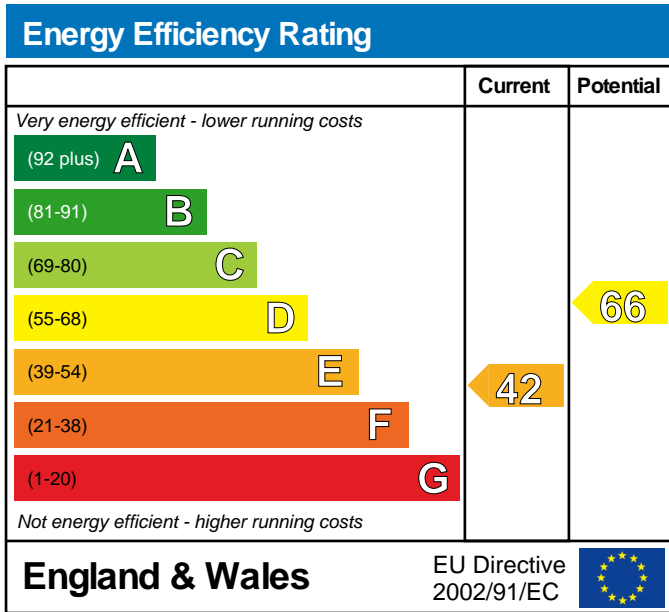 Energy Efficiency Rating
Current Potential
Very energy efficient - lower running costs
(92 plus) A
(81-91) B
(69-80) C
(55-68) D
66
(39-54) E
42
(21-38) F
(1-20) G
Not energy efficient - higher running costs
England & Wales
EU Directive
2002/91/EC